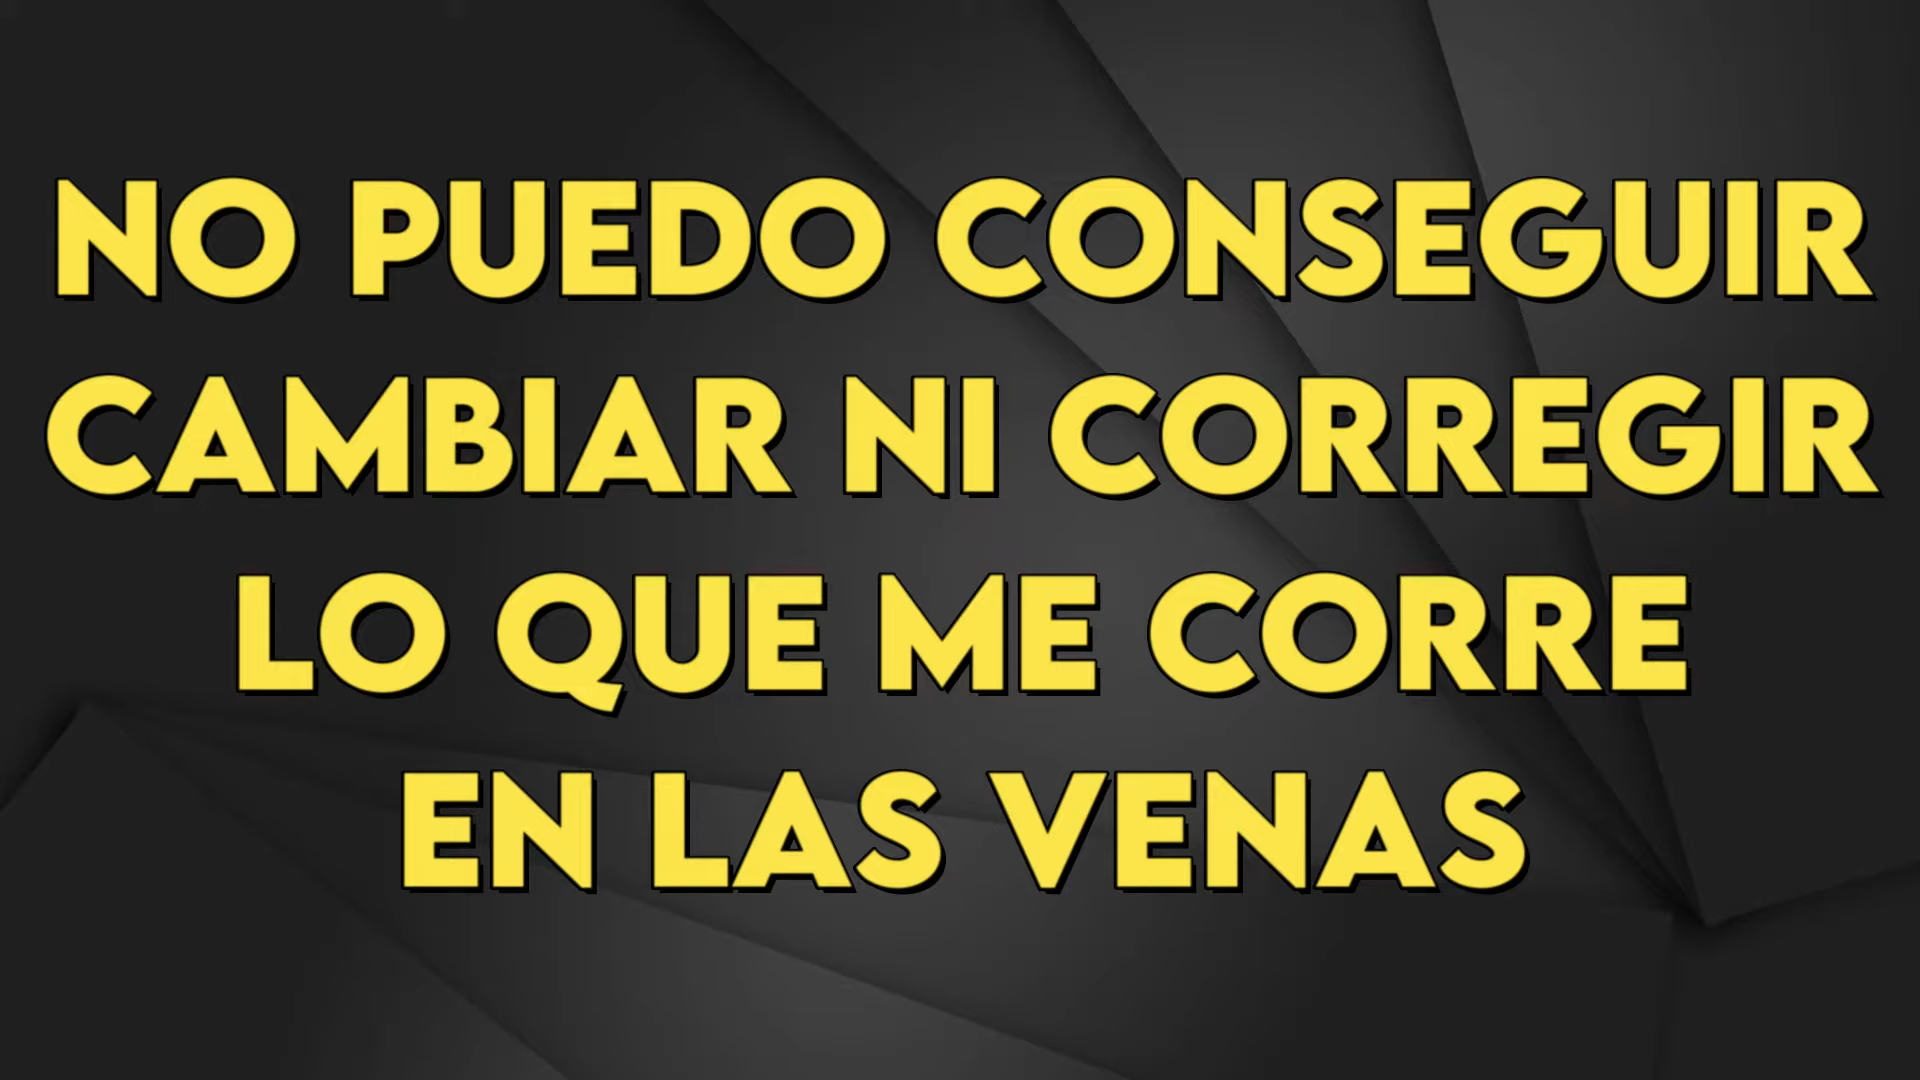 NO PUEDO CONSEGUIR
CAMBIAR NI CORREGIR
LO QUE ME CORRE
EN LAS VENAS